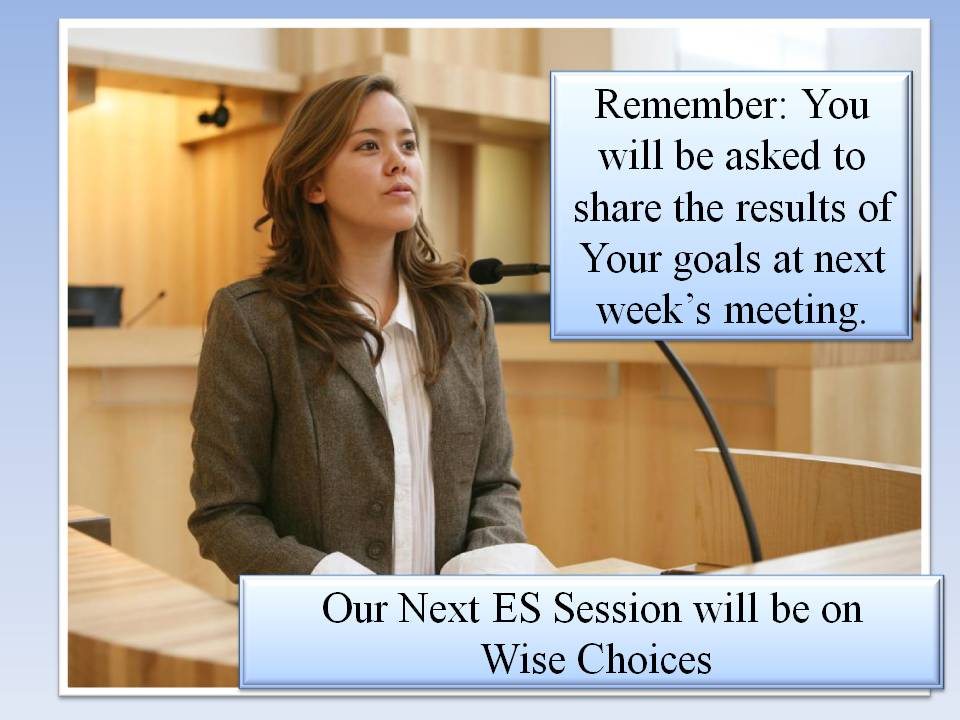 Remember: You
will be asked to
share the results of
Your goals at next
week’s meeting.
Our Next ES Session will be on
Wise Choices